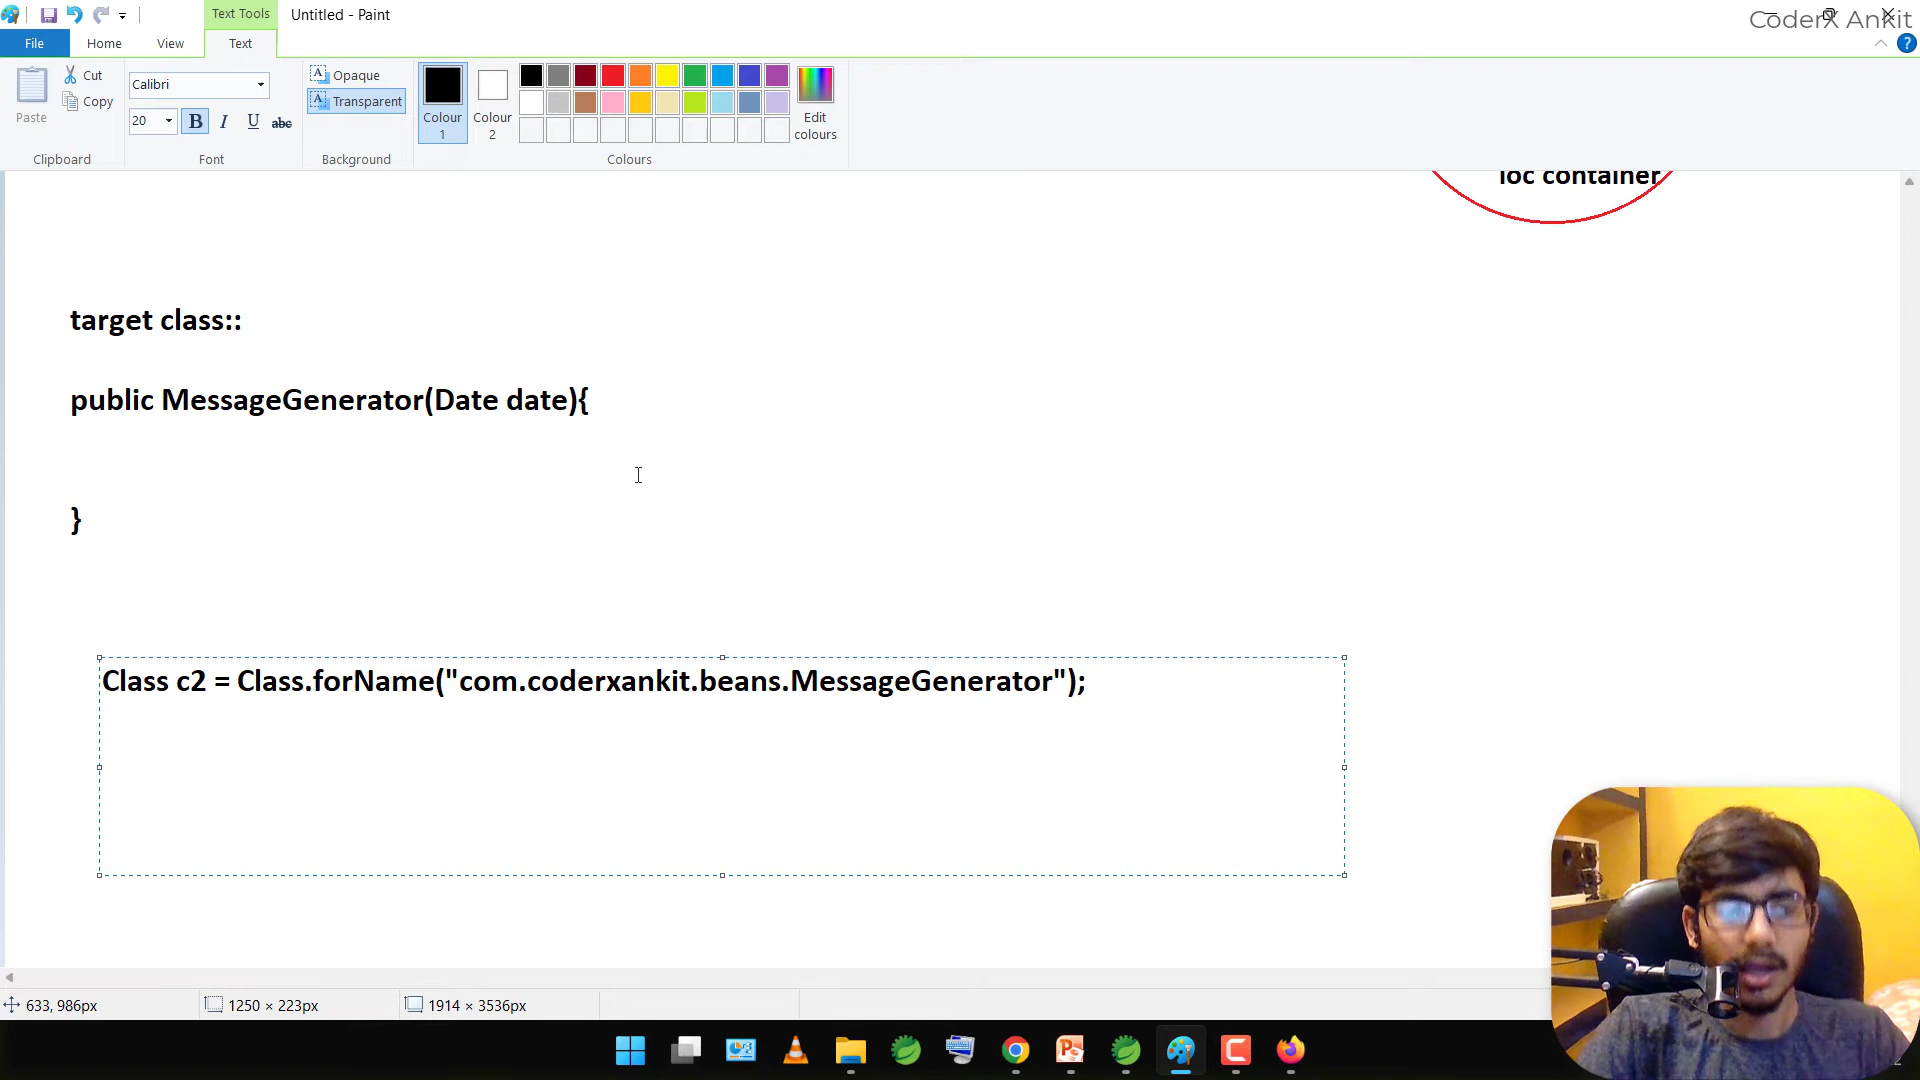 Text Tools
Untitled - Paint
CoderX Ankit
File
Home
View
Text
Paste
Cut
Copy
Clipboard
Calibri
20
B I U abc
Font
Opaque
Transparent
Background
Colour
1
Colour
2
Edit
colours
Colours
Ioc container
target class::
public MessageGenerator(Date date){
}
Class c2 = Class.forName("com.coderxankit.beans.MessageGenerator");
633, 986px
1250 × 223px
1914 × 3536px